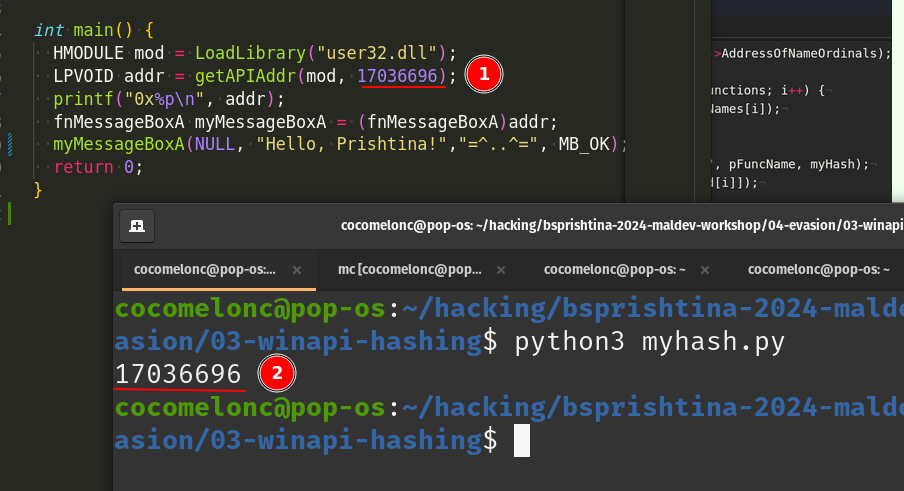 int main() {
HMODULE mod = LoadLibrary("user32.dll");
LPVOID addr = getAPIAddr(mod, 17036696);
1
printf("0x%p\n", addr);
fnMessageBoxA myMessageBoxA = (fnMessageBoxA)addr;
myMessageBoxA(NULL, "Hello, Prishtina!","=^..^=", MB_OK);
return 0;
}
>AddressOfNameOrdinals);
unctions; i++) {
Names[i]);
", pFuncName, myHash);
d[i]]);
cocomelonc@pop-os: ~/hacking/bsprishtina-2024-maldev-workshop/04-evasion/03-winapi
cocomelonc@pop-os:... ×
mc [cocomelonc@pop... ×
cocomelonc@pop-os: ~ ×
cocomelonc@pop-os: ~
cocomelonc@pop-os:~/hacking/bsprishtina-2024-malde
asion/03-winapi-hashing$ python3 myhash.py
17036696
2
cocomelonc@pop-os:~/hacking/bsprishtina-2024-malde
asion/03-winapi-hashing$